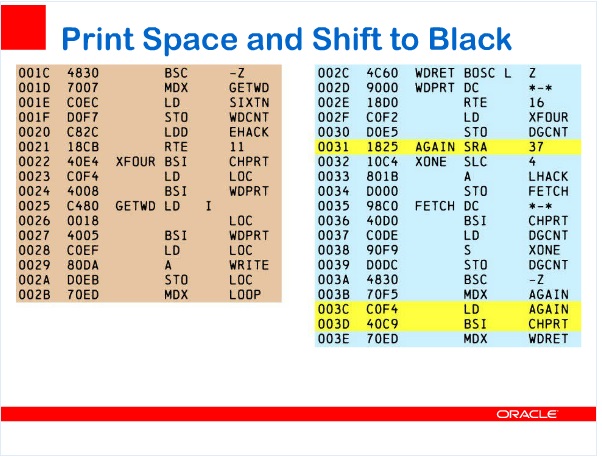 Print Space and Shift to Black
001C 4830 BSC -Z
001D 7007 MDX GETWD
001E C0EC LD SIXTN
001F D0F7 STO WDCNT
0020 C82C LDD EHACK
0021 18CB RTE 11
0022 40E4 XFOUR BSI CHPRT
0023 C0F4 LD LOC
0024 4008 BSI WDPRT
0025 C480 GETWD LD I
0026 0018 LOC
0027 4005 BSI WDPRT
0028 C0EF LD LOC
0029 80DA A WRITE
002A D0EB STO LOC
002B 70ED MDX LOOP
002C 4C60 WDRET BOSC L Z
002D 9000 WDPRT DC *-*
002E 18D0 RTE 16
002F C0F2 LD XFOUR
0030 D0E5 STO DGCNT
0031 1825 AGAIN SRA 37
0032 10C4 XONE SLC 4
0033 801B A LHACK
0034 D000 STO FETCH
0035 98C0 FETCH DC *-*
0036 40D0 BSI CHPRT
0037 C0DE LD DGCNT
0038 90F9 S XONE
0039 D0DC STO DGCNT
003A 4830 BSC -Z
003B 70F5 MDX AGAIN
003C C0F4 LD AGAIN
003D 40C9 BSI CHPRT
003E 70ED MDX WDRET
ORACLE